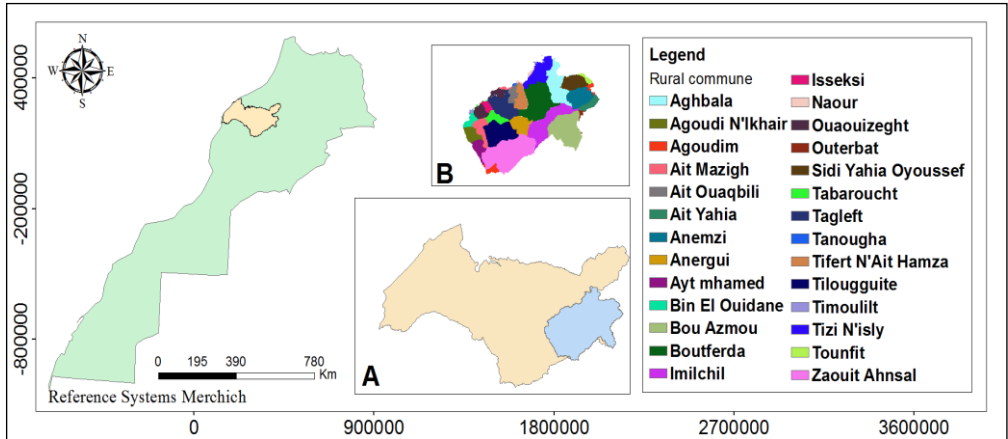 N
W E
S
400000
-200000
-800000
0 195 390 780
Km
Reference Systems Merchich
0 900000 1800000 2700000 3600000
B
A
Legend
Rural commune
Aghbala
Agoudi N'Ikhair
Agoudim
Ait Mazigh
Ait Ouaqbili
Ait Yahia
Anemzi
Anergui
Ayt mhamed
Bin El Ouidane
Bou Azmou
Boutferda
Imilchil
Isseksi
Naour
Ouaouizeght
Outerbat
Sidi Yahia Oyoussef
Tabaroucht
Tagleft
Tanougha
Tifert N'Ait Hamza
Tilougguite
Timoulilt
Tizi N'isly
Tounfit
Zaouit Ahnsal